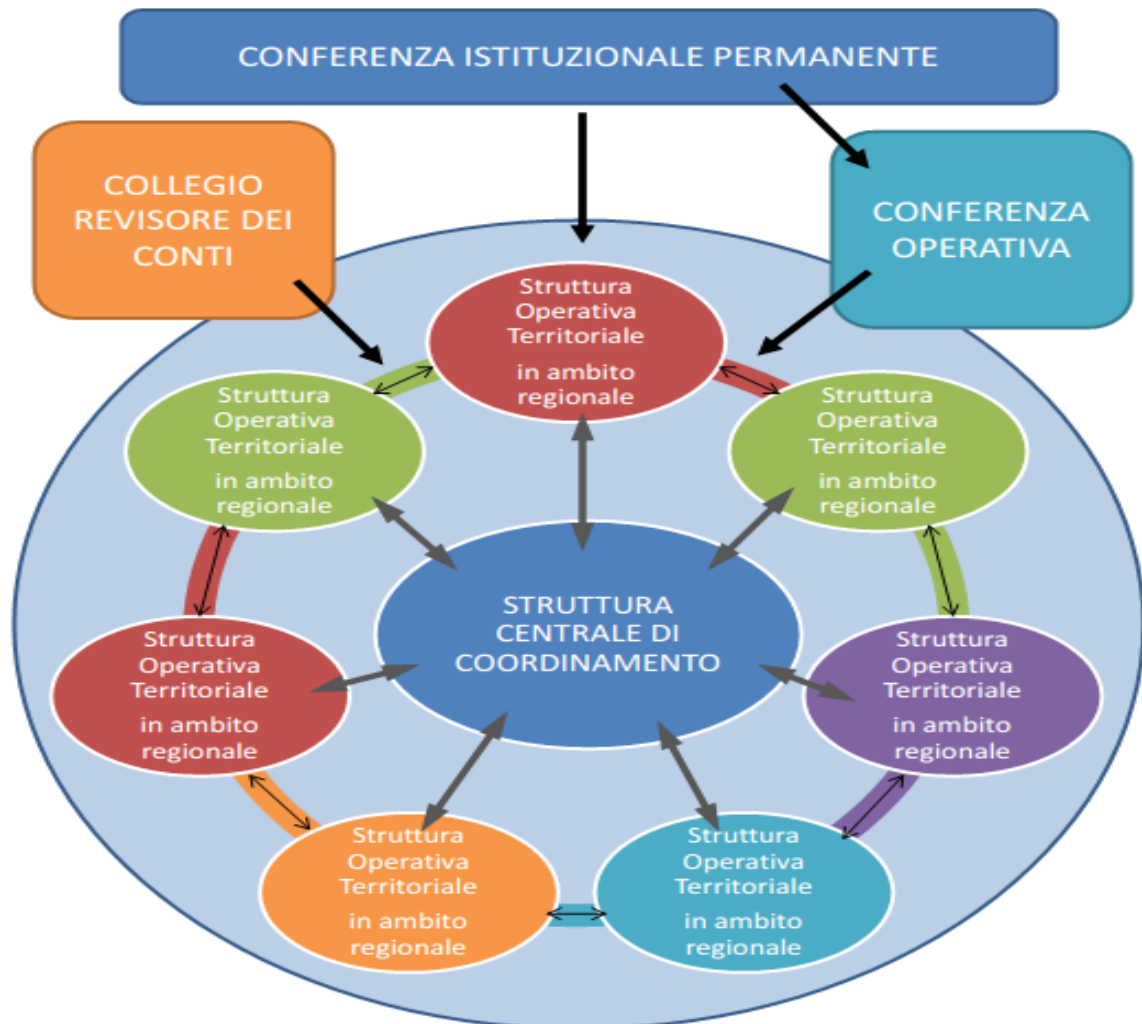 CONFERENZA ISTITUZIONALE PERMANENTE
COLLEGIO
REVISORE DEI
CONTI
CONFERENZA
OPERATIVA
Struttura
Operativa
Territoriale
in ambito
regionale
Struttura
Operativa
Territoriale
in ambito
regionale
Struttura
Operativa
Territoriale
in ambito
regionale
STRUTTURA
CENTRALE DI
COORDINAMENTO
Struttura
Operativa
Territoriale
in ambito
regionale
Struttura
Operativa
Territoriale
in ambito
regionale
Struttura
Operativa
Territoriale
in ambito
regionale
Struttura
Operativa
Territoriale
in ambito
regionale